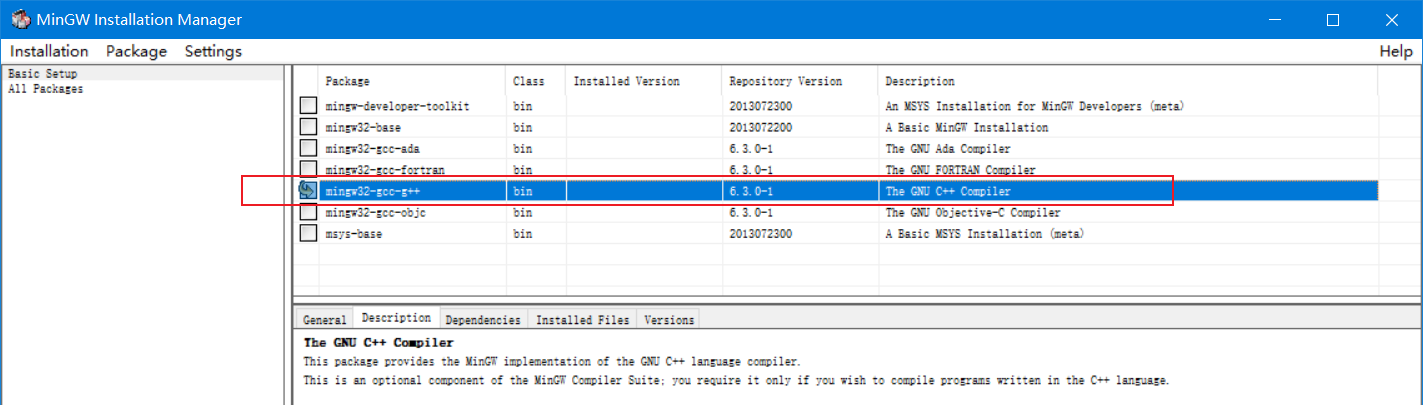 MinGW Installation Manager
Installation Package Settings Help
Basic Setup
All Packages
Package Class Installed Version Repository Version Description
mingw-developer-toolkit bin 2013072300 An MSYS Installation for MinGW Developers (meta)
mingw32-base bin 2013072200 A Basic MinGW Installation
mingw32-gcc-ada bin 6.3.0-1 The GNU Ada Compiler
mingw32-gcc-fortran bin 6.3.0-1 The GNU FORTRAN Compiler
mingw32-gcc-g++ bin 6.3.0-1 The GNU C++ Compiler
mingw32-gcc-objc bin 6.3.0-1 The GNU Objective-C Compiler
msys-base bin 2013072300 A Basic MSYS Installation (meta)
General Description Dependencies Installed Files Versions
The GNU C++ Compiler
This package provides the MinGW implementation of the GNU C++ language compiler.
This is an optional component of the MinGW Compiler Suite; you require it only if you wish to compile programs written in the C++ language.